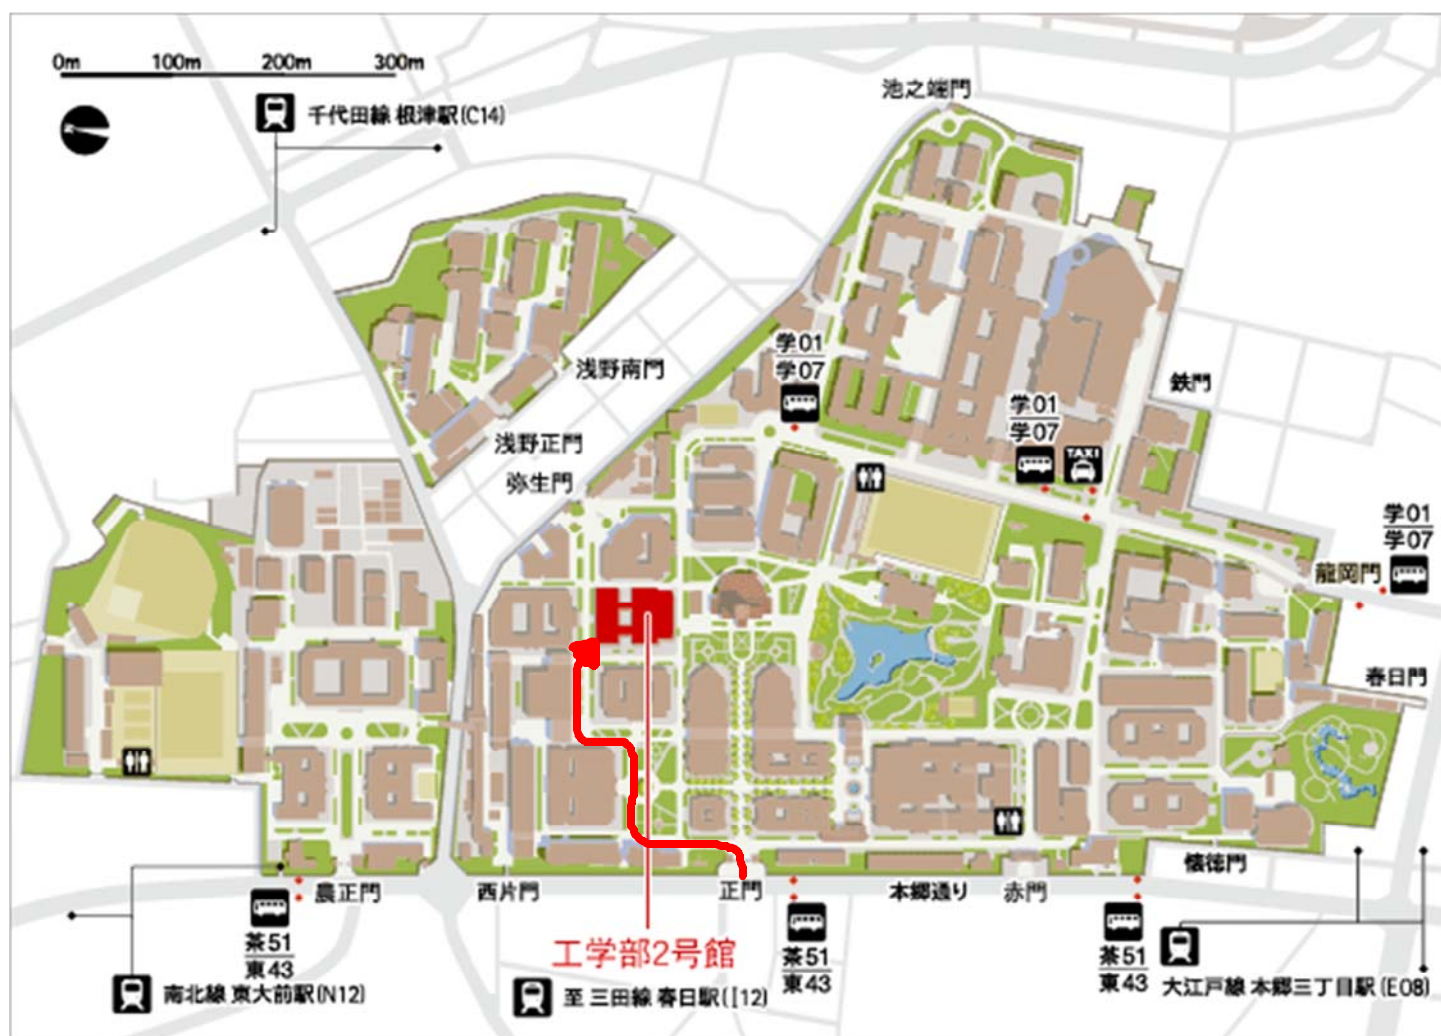 0m 100m 200m 300m
千代田線 根津駅(C14)
池之端門
学01
学07
浅野南門
鉄門
学01
学07
TAXI
浅野正門
弥生門
学01
学07
龍岡門
春日門
農正門
西片門
正門
本郷通り
赤門
懐徳門
茶51
東43
工学部2号館
茶51
東43
茶51
東43
南北線 東大前駅(N12)
至 三田線 春日駅(I12)
大江戸線 本郷三丁目駅(E08)